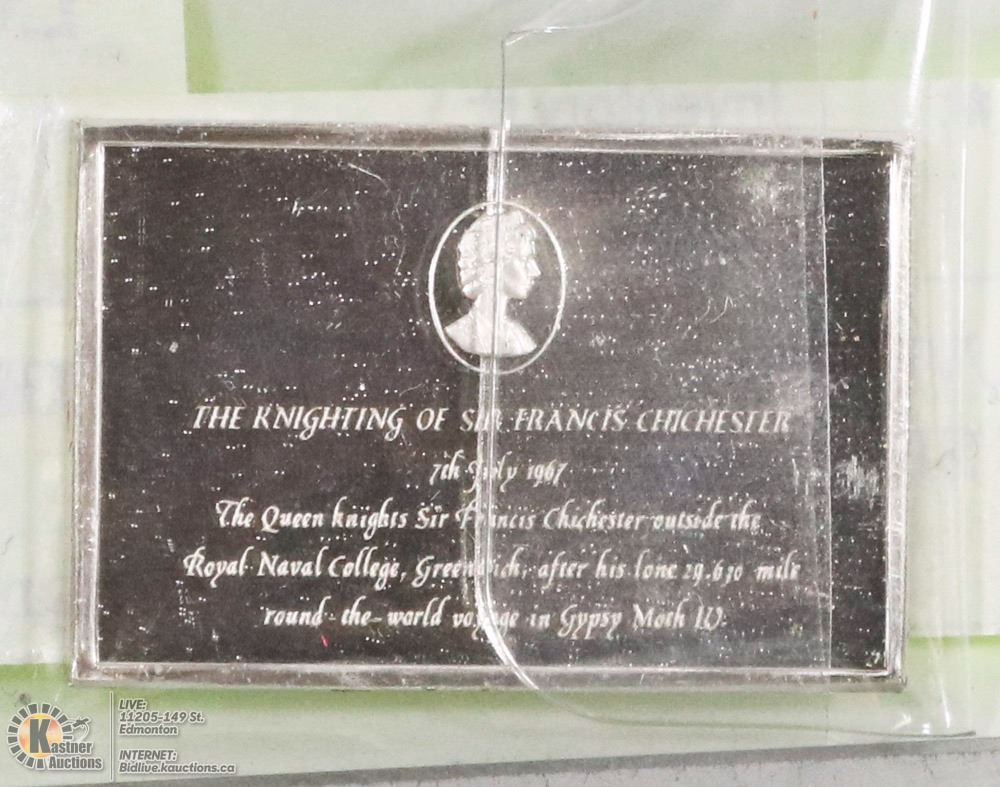 THE KNIGHTING OF SIR FRANCIS CHICHESTER
7th July 1967
The Queen knights Sir Francis Chichester outside the
Royal Naval College, Greenwich, after his lone 29.630 mile
round-the-world voyage in Gypsy Moth IV.
Kastner
Auctions
LIVE:
11205-149 St.
Edmonton
INTERNET:
Bidlive.kauctions.ca